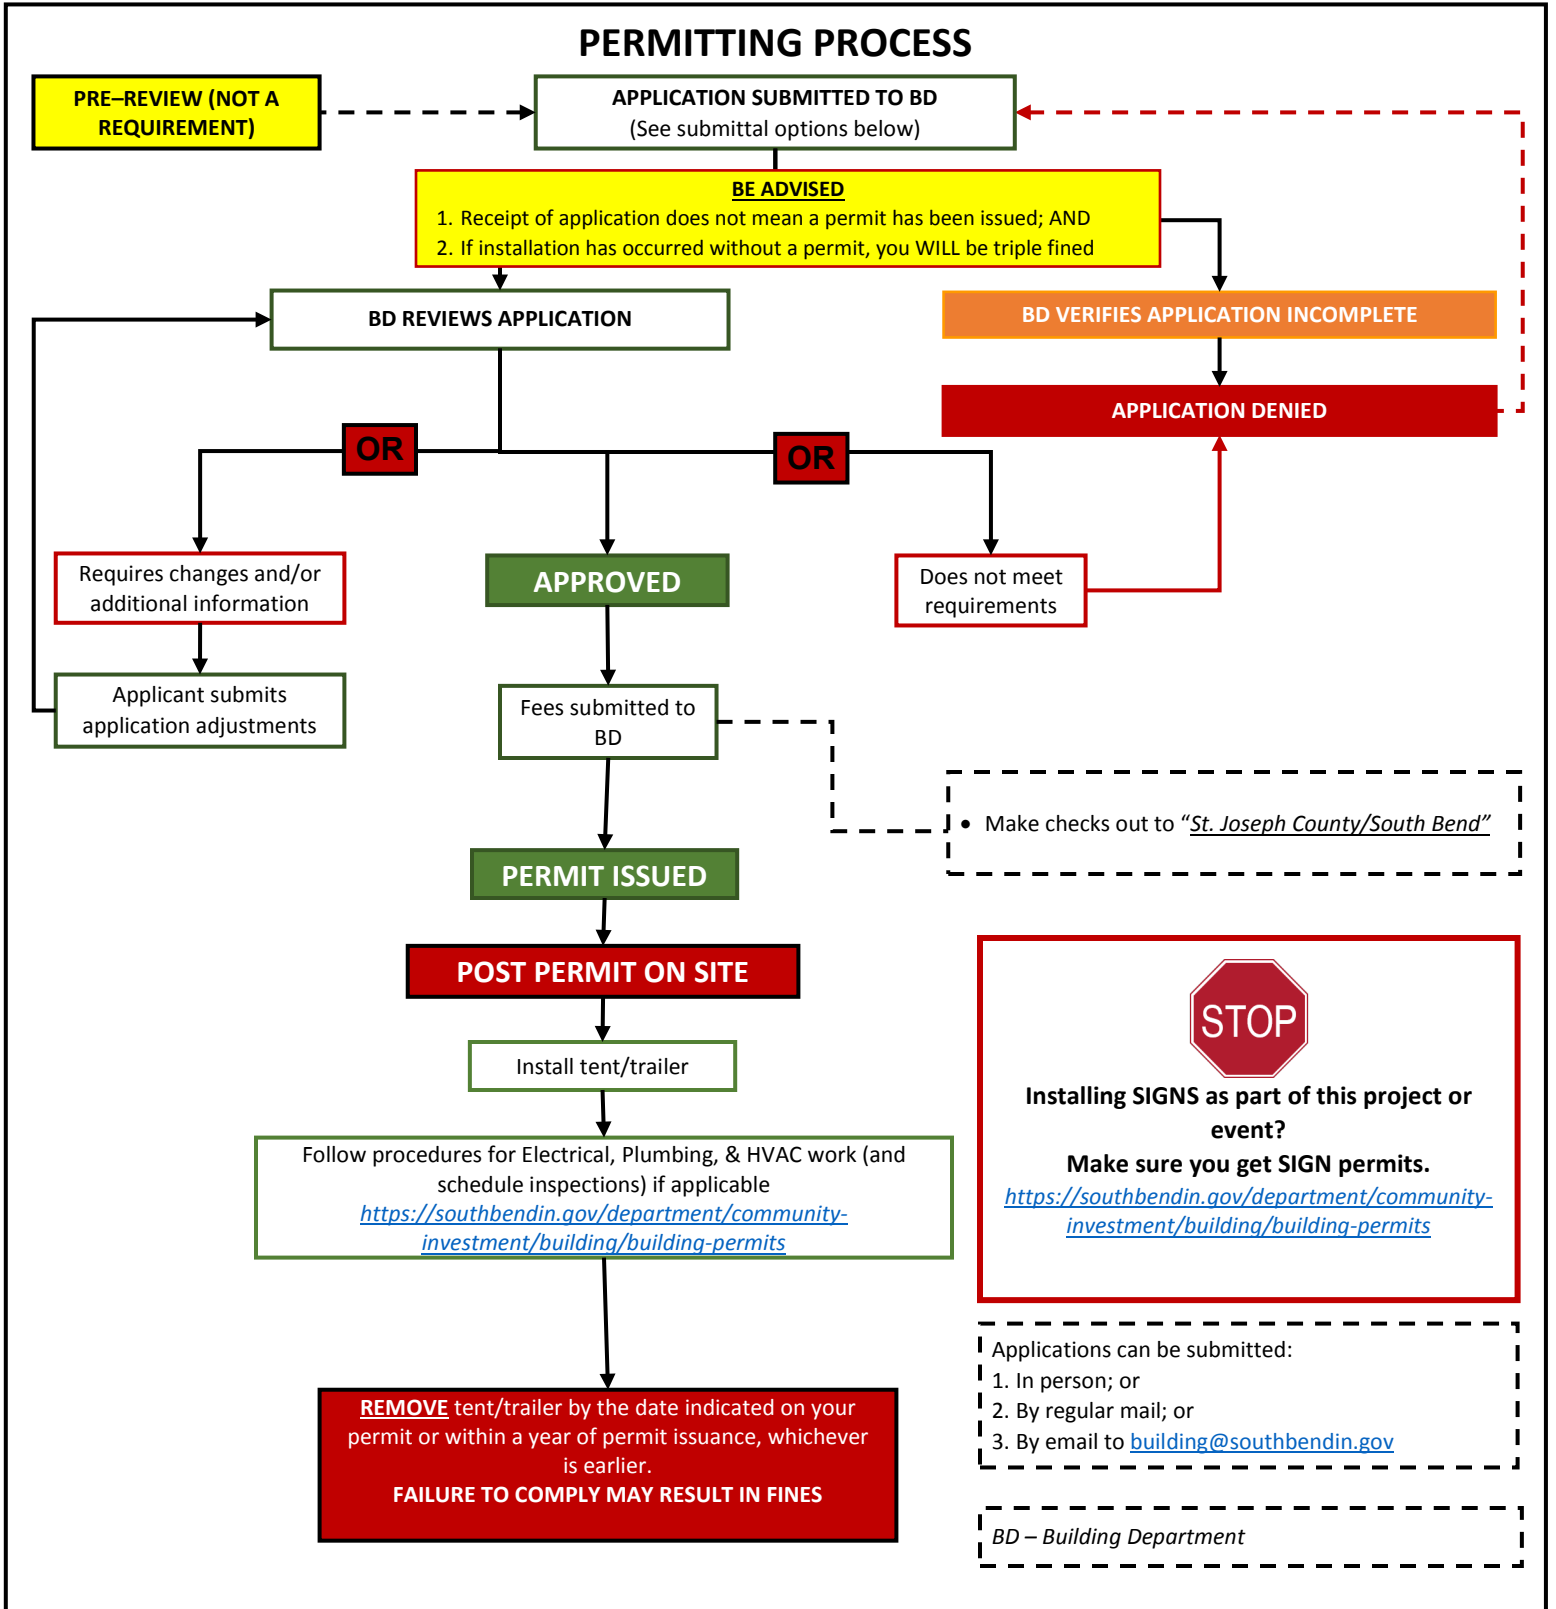 PERMITTING PROCESS
PRE–REVIEW (NOT A
REQUIREMENT)
APPLICATION SUBMITTED TO BD
(See submittal options below)
BE ADVISED
1. Receipt of application does not mean a permit has been issued; AND
2. If installation has occurred without a permit, you WILL be triple fined
BD REVIEWS APPLICATION
BD VERIFIES APPLICATION INCOMPLETE
APPLICATION DENIED
OR
OR
Requires changes and/or
additional information
APPROVED
Does not meet
requirements
Applicant submits
application adjustments
Fees submitted to
BD
• Make checks out to “St. Joseph County/South Bend”
PERMIT ISSUED
POST PERMIT ON SITE
Install tent/trailer
Follow procedures for Electrical, Plumbing, & HVAC work (and
schedule inspections) if applicable
https://southbendin.gov/department/community-
investment/building/building-permits
STOP
Installing SIGNS as part of this project or
event?
Make sure you get SIGN permits.
https://southbendin.gov/department/community-
investment/building/building-permits
REMOVE tent/trailer by the date indicated on your
permit or within a year of permit issuance, whichever
is earlier.
FAILURE TO COMPLY MAY RESULT IN FINES
Applications can be submitted:
1. In person; or
2. By regular mail; or
3. By email to building@southbendin.gov
BD – Building Department